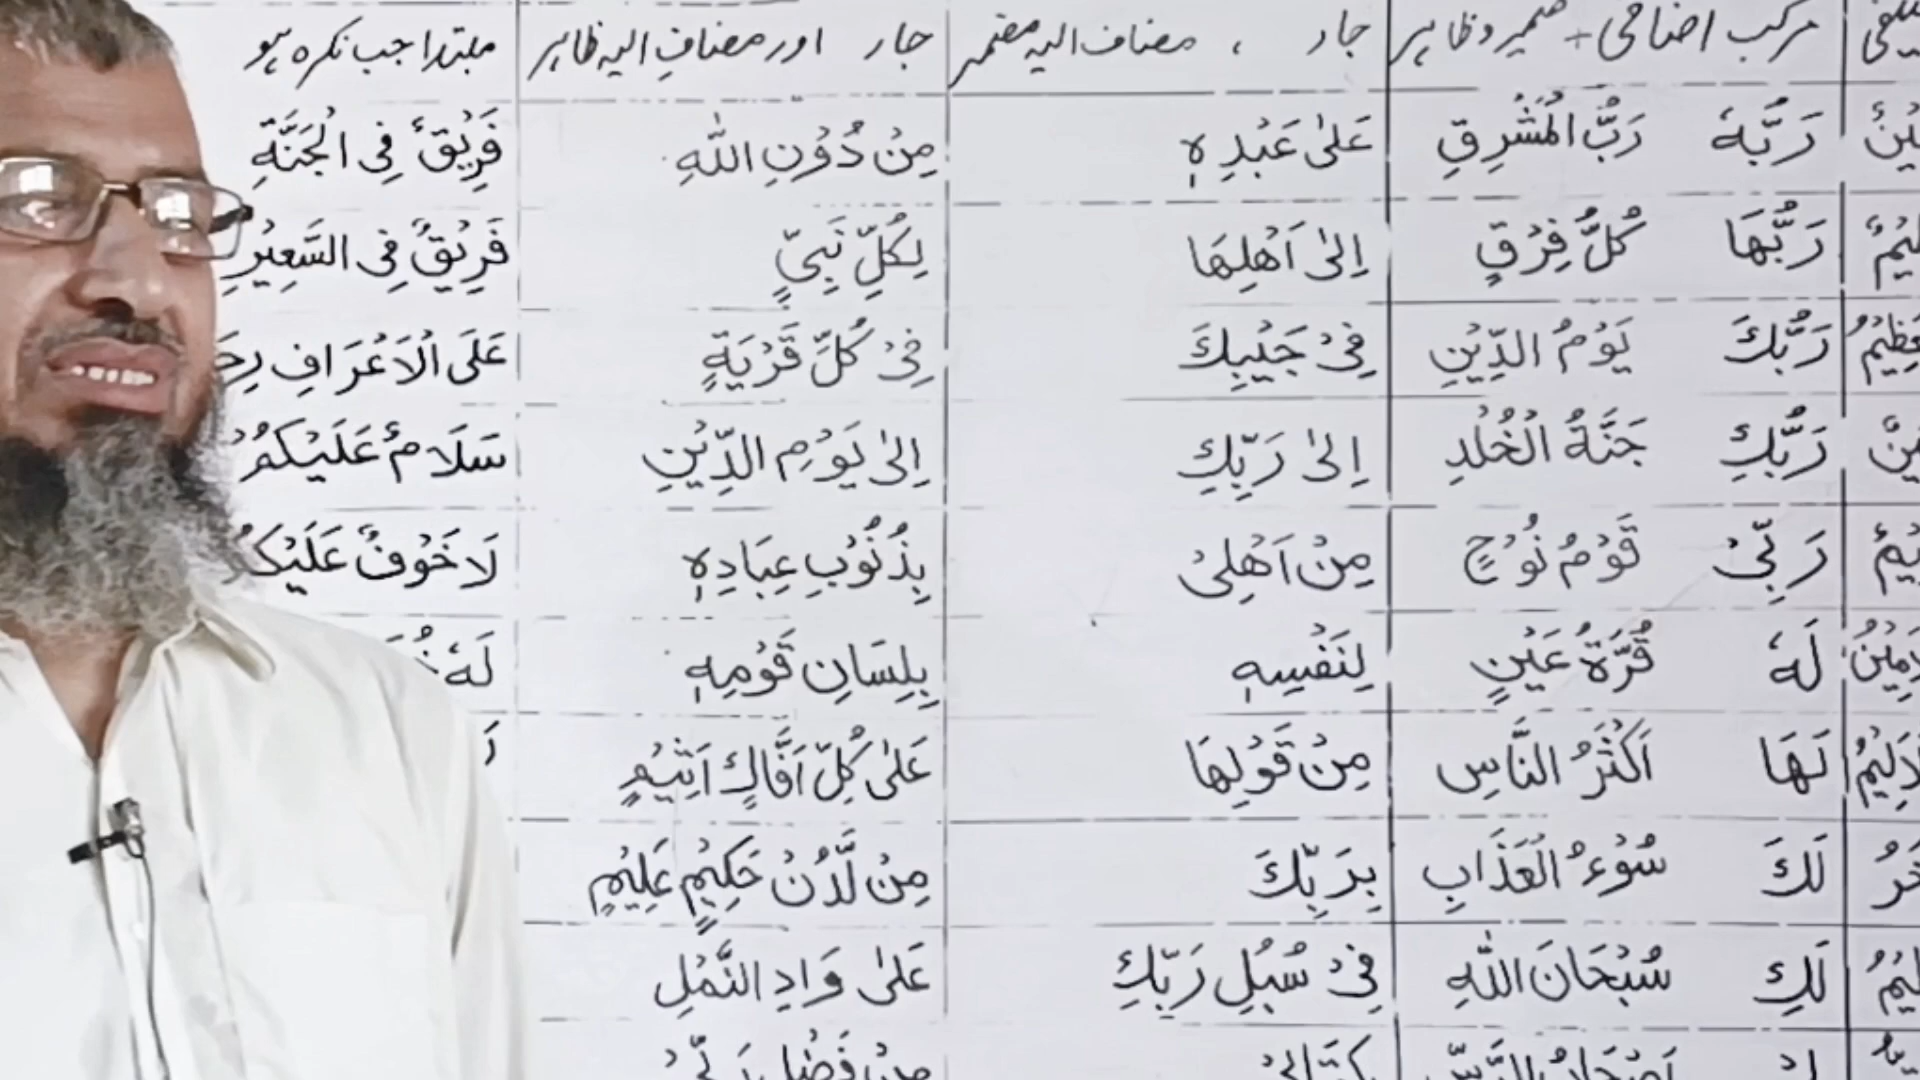 مرکب اضافی + ضمیر و ظاہر جار ، مضاف الیہ مضمر جار اور مضافِ الیہ ظاہر مبتدا جب نکرہ ہو
رَبَّهٗ رَبُّ الْمَشْرِقِ عَلٰى عَبْدِهٖ مِنْ دُوْنِ اللّٰهِ فَرِيْقٌ فِى الْجَنَّةِ
رَبُّهَا كُلُّ فِرْقٍ اِلٰى اَهْلِهَا لِكُلِّ نَبِيٍّ فَرِيْقٌ فِى السَّعِيْرِ
عَظِيْمُ رَبُّكَ يَوْمُ الدِّيْنِ فِىْ جَيْبِكَ فِىْ كُلِّ قَرْيَةٍ عَلَى الْاَعْرَافِ
رَبُّكِ جَنَّةُ الْخُلْدِ اِلٰى رَبِّكِ اِلٰى يَوْمِ الدِّيْنِ سَلَامٌ عَلَيْكُمْ
رَبِّىْ قَوْمُ نُوْحٍ مِنْ اَهْلِىْ بِذُنُوْبِ عِبَادِهٖ لَا خَوْفٌ
لَهٗ قُرَّةُ عَيْنٍ لِنَفْسِهٖ بِلِسَانِ قَوْمِهٖ لَهٗ
لَهَا اَكْثَرُ النَّاسِ مِنْ قَوْلِهَا عَلٰى كُلِّ اَفَّاكٍ اَثِيْمٍ
لَكَ سُوْءُ الْعَذَابِ بِرَبِّكَ مِنْ لَّدُنْ حَكِيْمٍ عَلِيْمٍ
لَكِ سُبْحَانَ اللّٰهِ فِىْ سُبُلِ رَبِّكِ عَلٰى وَادِ النَّمْلِ